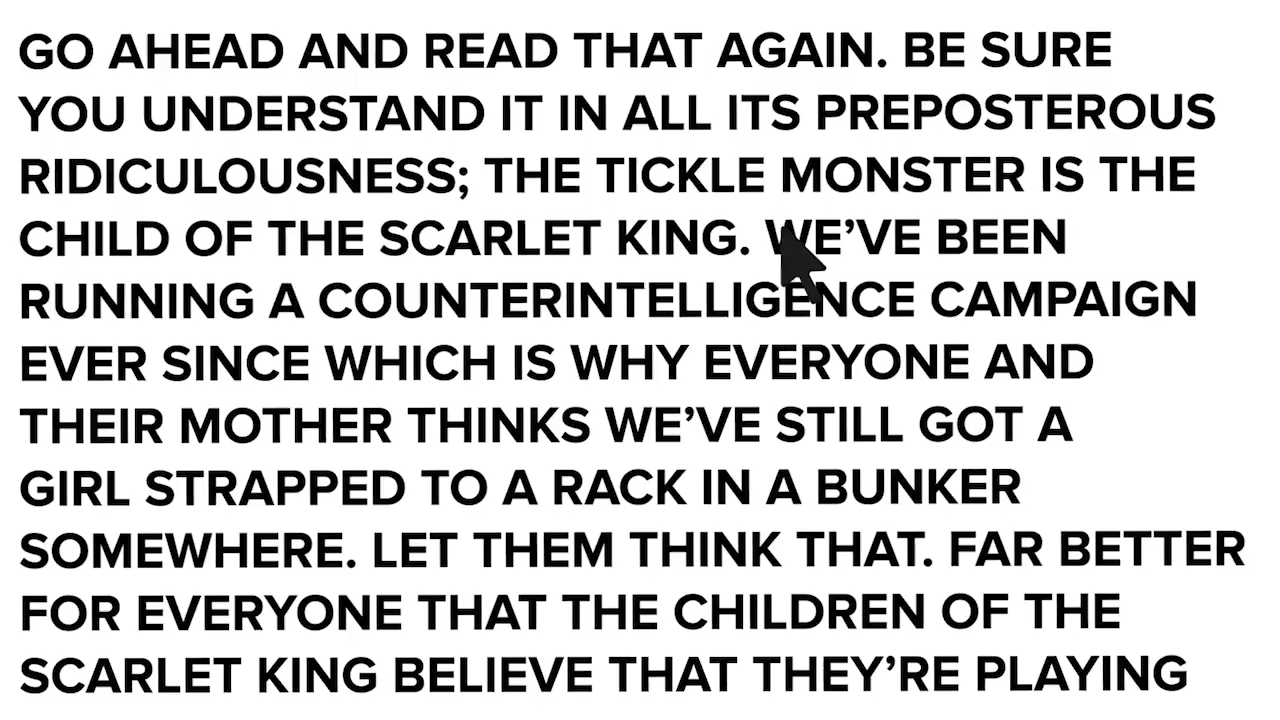 GO AHEAD AND READ THAT AGAIN. BE SURE
YOU UNDERSTAND IT IN ALL ITS PREPOSTEROUS
RIDICULOUSNESS; THE TICKLE MONSTER IS THE
CHILD OF THE SCARLET KING. WE’VE BEEN
RUNNING A COUNTERINTELLIGENCE CAMPAIGN
EVER SINCE WHICH IS WHY EVERYONE AND
THEIR MOTHER THINKS WE’VE STILL GOT A
GIRL STRAPPED TO A RACK IN A BUNKER
SOMEWHERE. LET THEM THINK THAT. FAR BETTER
FOR EVERYONE THAT THE CHILDREN OF THE
SCARLET KING BELIEVE THAT THEY’RE PLAYING